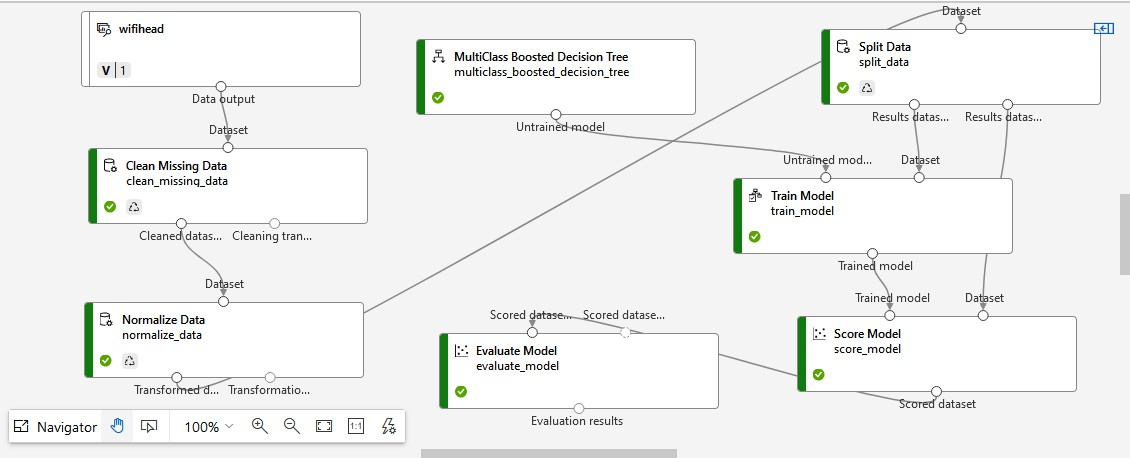 wifihead
V | 1
Data output
Dataset
Clean Missing Data
clean_missing_data
Cleaned datas...
Cleaning tran...
Dataset
Normalize Data
normalize_data
Transformed d...
Transformatio...
MultiClass Boosted Decision Tree
multiclass_boosted_decision_tree
Untrained model
Dataset
Split Data
split_data
Results datas...
Results datas...
Untrained mod...
Dataset
Train Model
train_model
Trained model
Trained model
Dataset
Score Model
score_model
Scored dataset
Scored datase...
Scored datase...
Evaluate Model
evaluate_model
Evaluation results
Navigator
100%
1:1